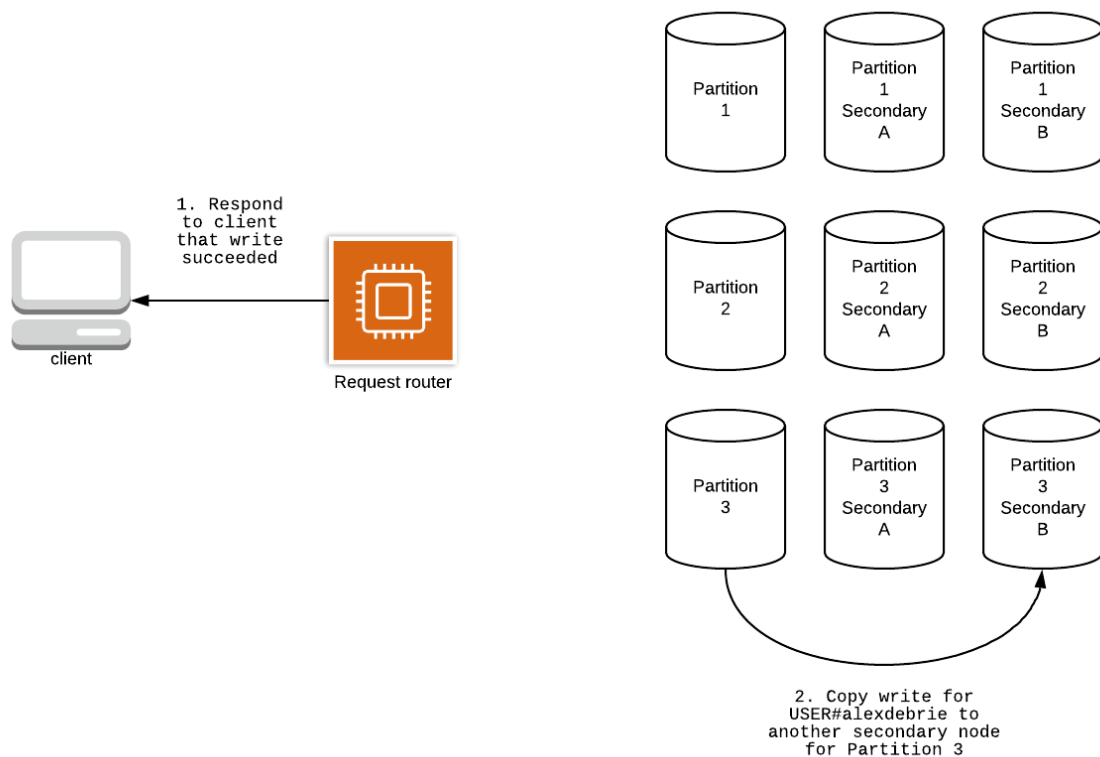 Partition
1
Partition
1
Secondary
A
Partition
1
Secondary
B
1. Respond
to client
that write
succeeded
client
Request router
Partition
2
Partition
2
Secondary
A
Partition
2
Secondary
B
Partition
3
Partition
3
Secondary
A
Partition
3
Secondary
B
2. Copy write for
USER#alexdebrie to
another secondary node
for Partition 3